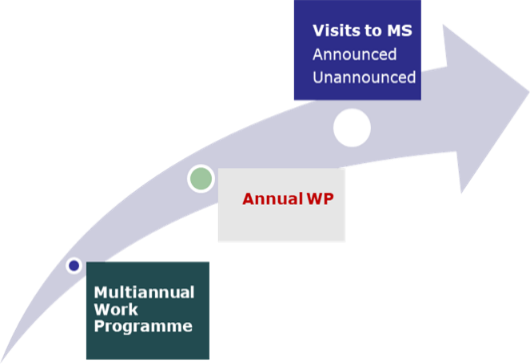 Visits to MS
Announced
Unannounced
Annual WP
Multiannual
Work
Programme